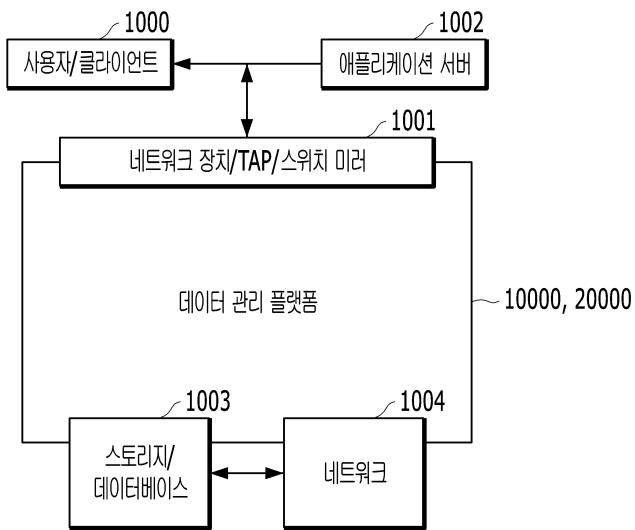 1000
1002
사용자/클라이언트
애플리케이션 서버
1001
네트워크 장치/TAP/스위치 미러
데이터 관리 플랫폼
10000, 20000
1003
1004
스토리지/
데이터베이스
네트워크